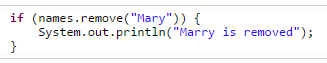 if (names.remove("Mary")) {
    System.out.println("Marry is removed");
}